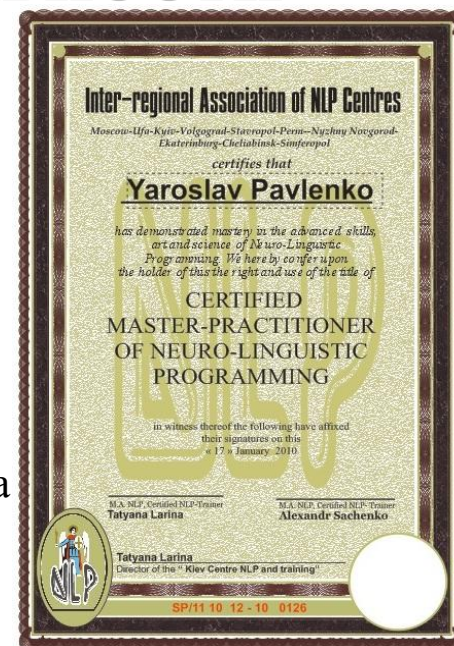 Inter-regional Association of NLP Centres
Moscow-Ufa-Kyiv-Volgograd-Stavropol-Perm--Nyzhny Novgorod-
Ekaterinburg-Cheliabinsk-Simferopol
certifies that
Yaroslav Pavlenko
has demonstrated mastery in the advanced skills,
art and science of Neuro-Linguistic
Programming. We here by confer upon
the holder of this the right and use of the title of
CERTIFIED
MASTER-PRACTITIONER
OF NEURO-LINGUISTIC
PROGRAMMING
in witness thereof the following have affixed
their signatures on this
« 17 » January 2010
a
M.A. NLP, Certified NLP-Trainer
Tatyana Larina
M.A. NLP, Certified NLP- Trainer
Alexandr Sachenko
Tatyana Larina
Director of the " Kiev Centre NLP and training"
NLP
SP/11 10 12 - 10 0126
NLP